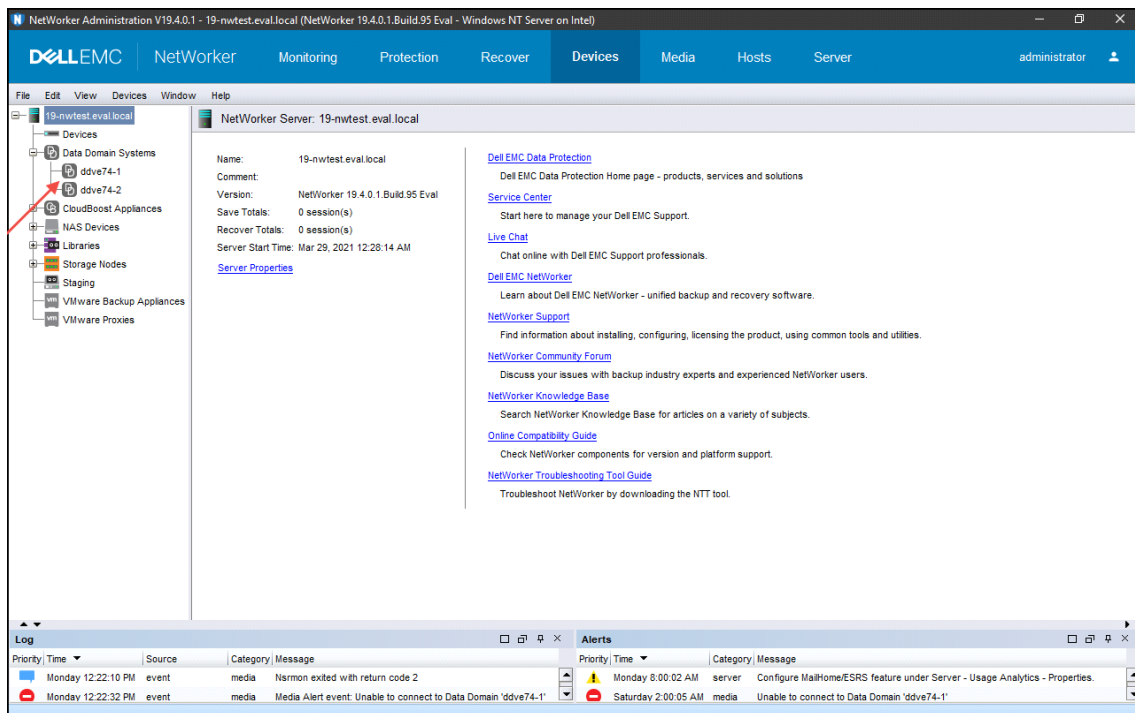 NetWorker Administration V19.4.0.1 - 19-nwtest.eval.local (NetWorker 19.4.0.1.Build.95 Eval - Windows NT Server on Intel)
DELLEMC NetWorker Monitoring Protection Recover Devices Media Hosts Server administrator
File Edit View Devices Window Help
19-nwtest.eval.local
Devices
Data Domain Systems
ddve74-1
ddve74-2
CloudBoost Appliances
NAS Devices
Libraries
Storage Nodes
Staging
VMware Backup Appliances
VMware Proxies
NetWorker Server: 19-nwtest.eval.local
Name: 19-nwtest.eval.local
Comment:
Version: NetWorker 19.4.0.1.Build.95 Eval
Save Totals: 0 session(s)
Recover Totals: 0 session(s)
Server Start Time: Mar 29, 2021 12:28:14 AM
Server Properties
Dell EMC Data Protection
Dell EMC Data Protection Home page - products, services and solutions
Service Center
Start here to manage your Dell EMC Support.
Live Chat
Chat online with Dell EMC Support professionals.
Dell EMC NetWorker
Learn about Dell EMC NetWorker - unified backup and recovery software.
NetWorker Support
Find information about installing, configuring, licensing the product, using common tools and utilities.
NetWorker Community Forum
Discuss your issues with backup industry experts and experienced NetWorker users.
NetWorker Knowledge Base
Search NetWorker Knowledge Base for articles on a variety of subjects.
Online Compatibility Guide
Check NetWorker components for version and platform support.
NetWorker Troubleshooting Tool Guide
Troubleshoot NetWorker by downloading the NTT tool.
Log
Priority Time Source Category Message
Monday 12:22:10 PM event media Nsrmon exited with return code 2
Monday 12:22:32 PM event media Media Alert event: Unable to connect to Data Domain 'ddve74-1'
Alerts
Priority Time Category Message
Monday 8:00:02 AM server Configure MailHome/ESRS feature under Server - Usage Analytics - Properties.
Saturday 2:00:05 AM media Unable to connect to Data Domain 'ddve74-1'